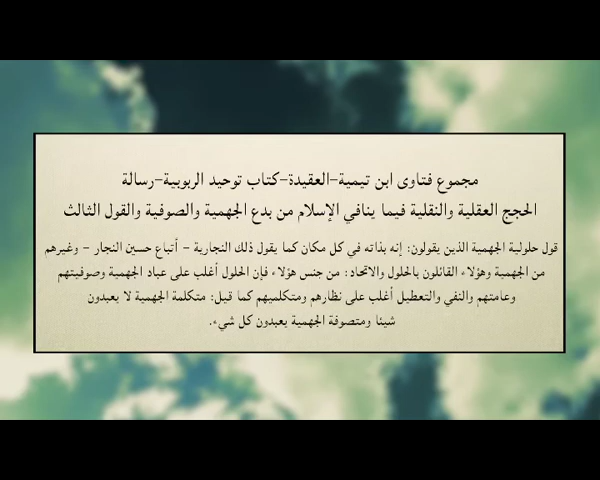 مجموع فتاوى ابن تيمية-العقيدة-كتاب توحيد الربوبية-رسالة
الحجج العقلية والنقلية فيما ينافي الإسلام من بدع الجهمية والصوفية والقول الثالث
قول حلولية الجهمية الذين يقولون: إنه بذاته في كل مكان كما يقول ذلك النجارية - أتباع حسين النجار - وغيرهم
من الجهمية وهؤلاء القائلون بالحلول والاتحاد: من جنس هؤلاء فإن الحلول أغلب على عباد الجهمية وصوفيتهم
وعامتهم والنفي والتعطيل أغلب على نظارهم ومتكلميهم كما قيل: متكلمة الجهمية لا يعبدون
شيئا ومتصوفة الجهمية يعبدون كل شيء.